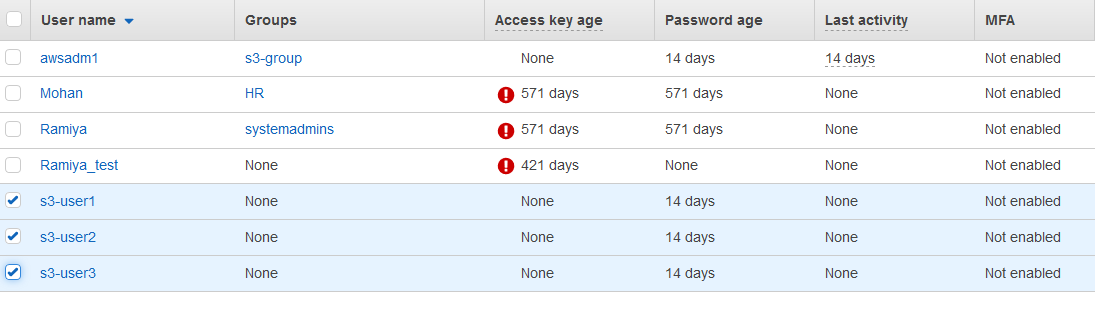 User name Groups Access key age Password age Last activity MFA
awsadm1 s3-group None 14 days 14 days Not enabled
Mohan HR 571 days 571 days None Not enabled
Ramiya systemadmins 571 days 571 days None Not enabled
Ramiya_test None 421 days None None Not enabled
s3-user1 None None 14 days None Not enabled
s3-user2 None None 14 days None Not enabled
s3-user3 None None 14 days None Not enabled